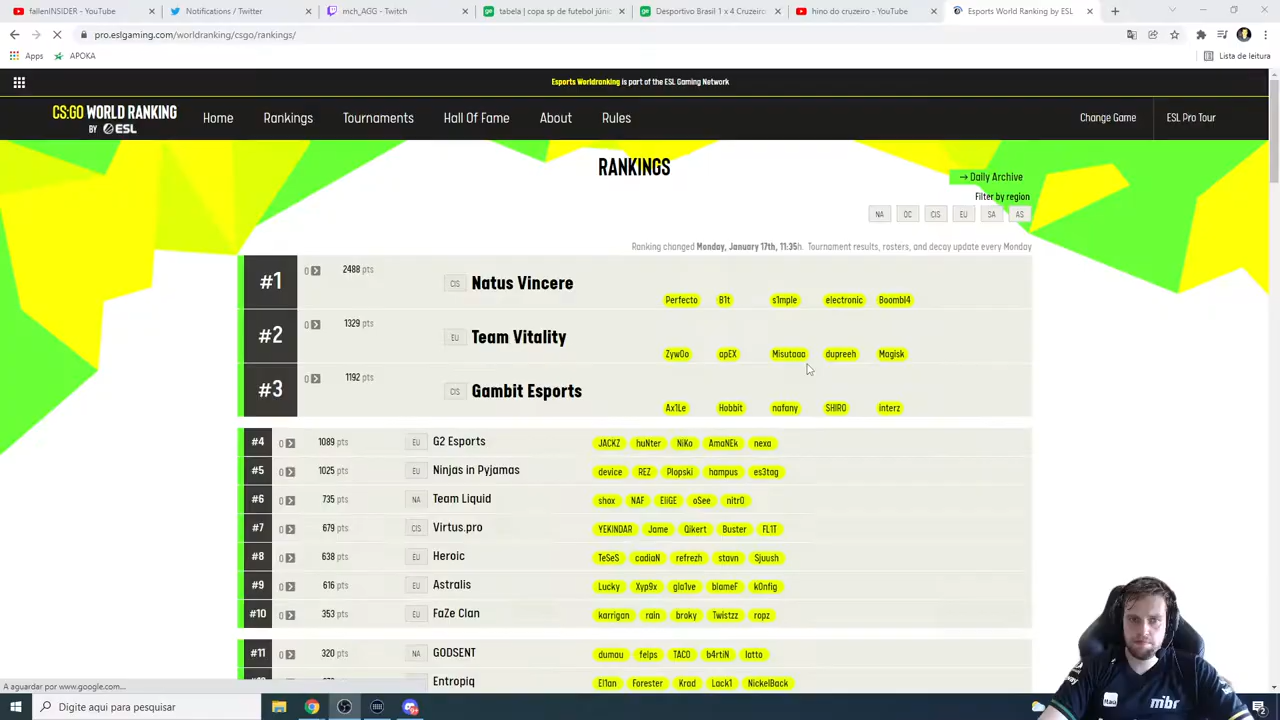 fallenINSIDER - YouTube
Notifications / Twitter
mch_AGG - Twitch
tabela | copa sp de futebol júnic
Desportivo Brasil 1 x 4 Cruzeiro
hino do cruzeiro - YouTube
Esports World Ranking by ESL
pro.eslgaming.com/worldranking/csgo/rankings/
Apps
APOKA
Lista de leitura
Esports Worldranking is part of the ESL Gaming Network
CS:GO WORLD RANKING
BY ESL
Home
Rankings
Tournaments
Hall Of Fame
About
Rules
Change Game
ESL Pro Tour
RANKINGS
→ Daily Archive
Filter by region
NA OC CIS EU SA AS
Ranking changed Monday, January 17th, 11:35h. Tournament results, rosters, and decay update every Monday
#1 0 2488 pts CIS Natus Vincere
Perfecto B1t s1mple electronic Boombl4
#2 0 1329 pts EU Team Vitality
ZywOo apEX Misutaaa dupreeh Magisk
#3 0 1192 pts CIS Gambit Esports
Ax1Le Hobbit nafany SH1R0 interz
#4 0 1089 pts EU G2 Esports JACKZ huNter NiKo AmaNEk nexa
#5 0 1025 pts EU Ninjas in Pyjamas device REZ Plopski hampus es3tag
#6 0 735 pts NA Team Liquid shox NAF EliGE oSee nitr0
#7 0 679 pts CIS Virtus.pro YEKINDAR Jame Qikert Buster FL1T
#8 0 638 pts EU Heroic TeSeS cadiaN refrezh stavn Sjuush
#9 0 616 pts EU Astralis Lucky Xyp9x gla1ve blameF k0nfig
#10 0 353 pts EU FaZe Clan karrigan rain broky Twistzz ropz
#11 0 320 pts NA GODSENT dumau felps TACO b4rtiN latto
Entropiq El1an Forester Krad Lack1 NickelBack
A aguardar por www.google.com...
Digite aqui para pesquisar
mibr